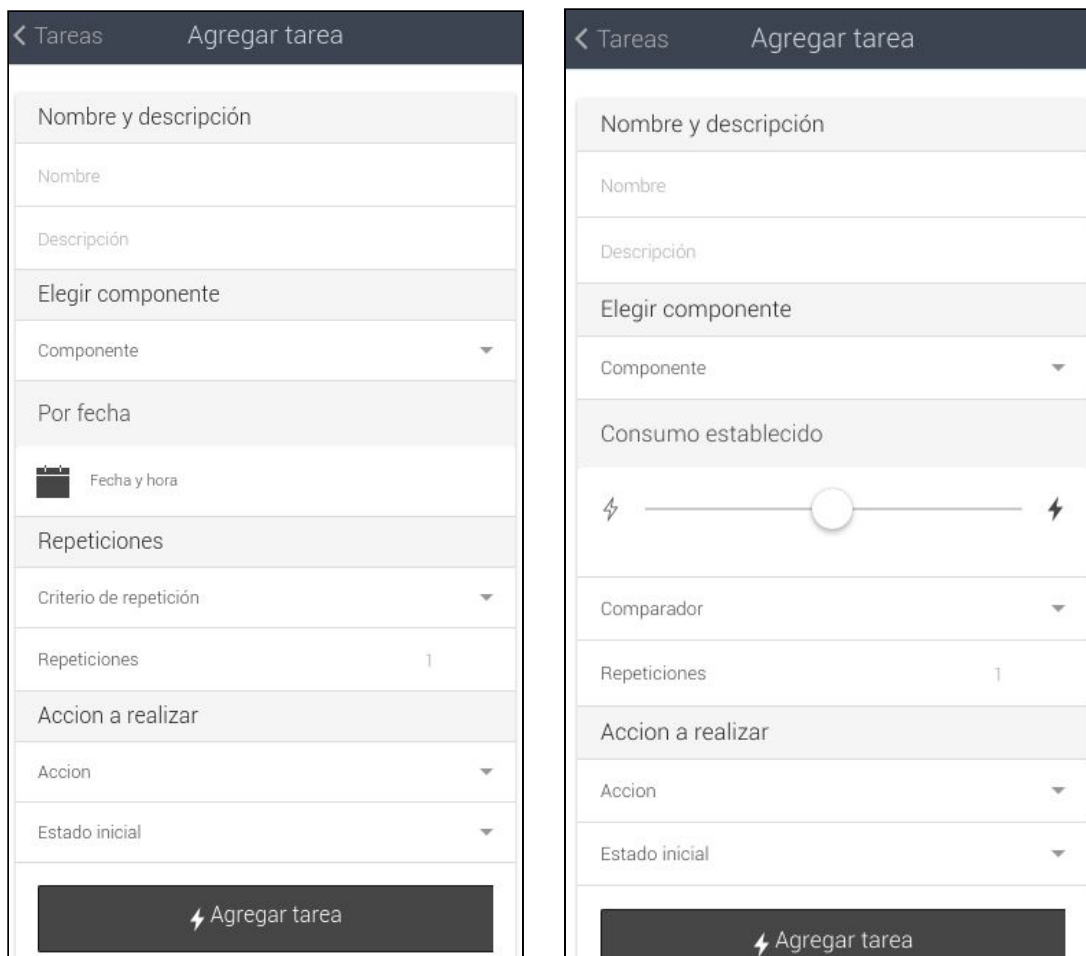 Tareas Agregar tarea
Nombre y descripción
Nombre
Descripción
Elegir componente
Componente
Por fecha
Fecha y hora
Repeticiones
Criterio de repetición
Repeticiones 1
Accion a realizar
Accion
Estado inicial
Agregar tarea
Tareas Agregar tarea
Nombre y descripción
Nombre
Descripción
Elegir componente
Componente
Consumo establecido
Comparador
Repeticiones 1
Accion a realizar
Accion
Estado inicial
Agregar tarea